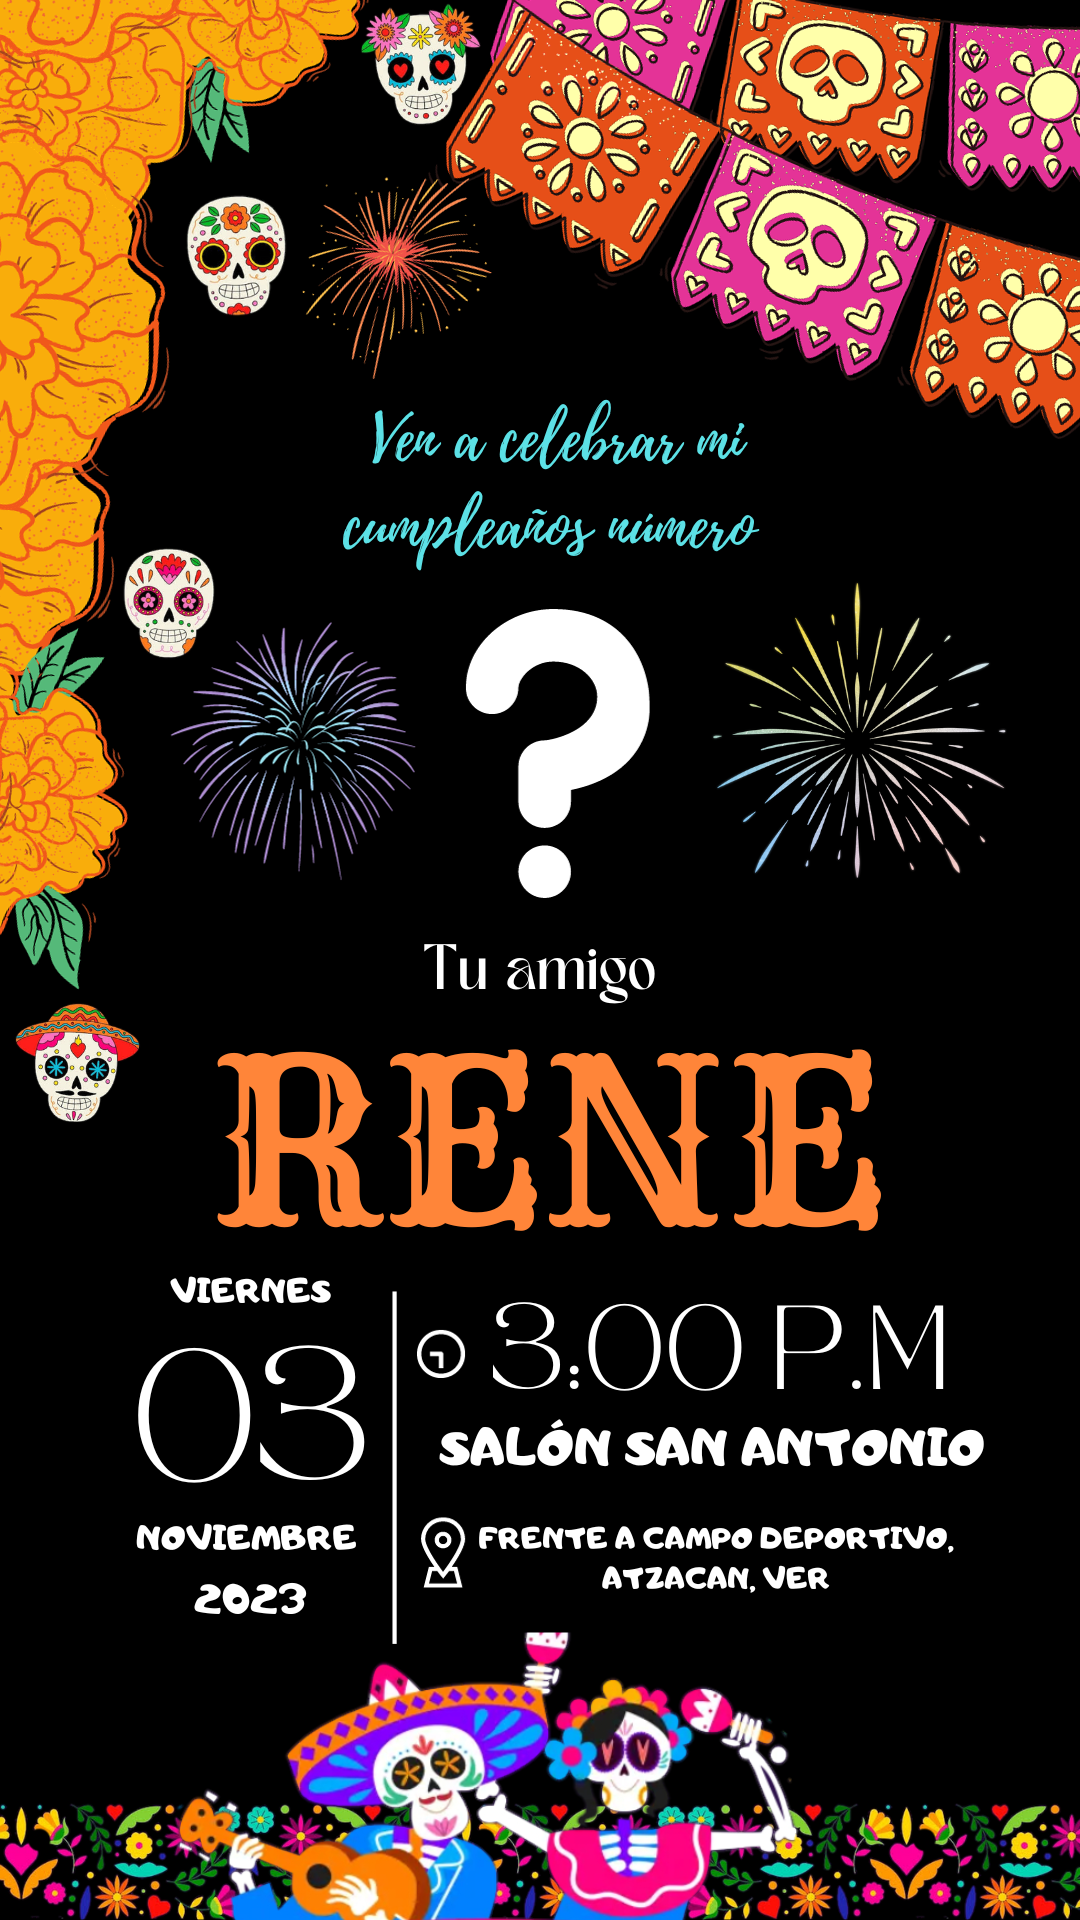 Ven a celebrar mi
cumpleaños número
?
Tu amigo
RENE
VIERNES
03
NOVIEMBRE
2023
3:00 P.M
SALÓN SAN ANTONIO
FRENTE A CAMPO DEPORTIVO,
ATZACAN, VER